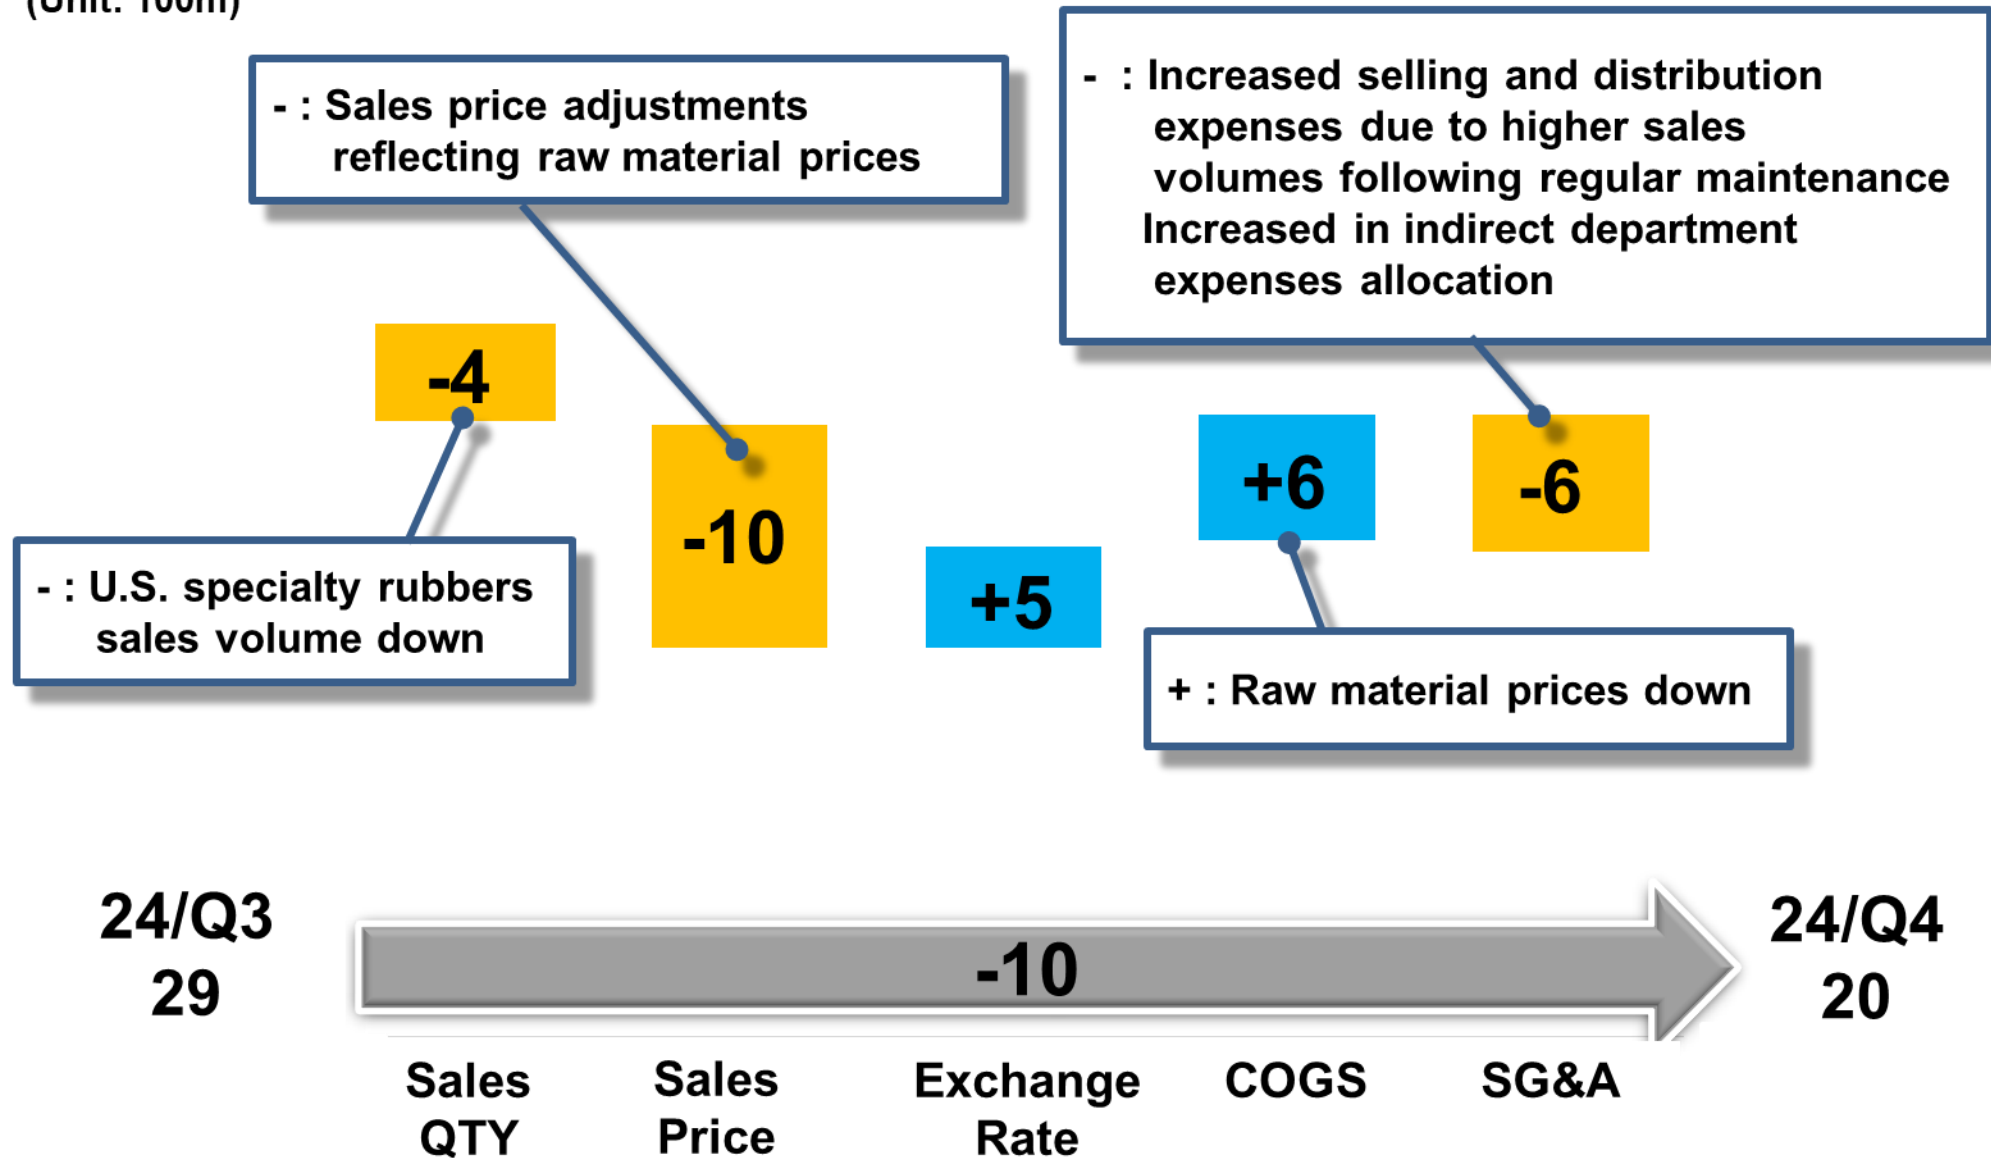 (Unit: 100m)
- : Sales price adjustments
reflecting raw material prices
- : Increased selling and distribution
expenses due to higher sales
volumes following regular maintenance
Increased in indirect department
expenses allocation
-4
-10
+5
+6
-6
- : U.S. specialty rubbers
sales volume down
+ : Raw material prices down
24/Q3
29
-10
24/Q4
20
Sales
QTY
Sales
Price
Exchange
Rate
COGS
SG&A